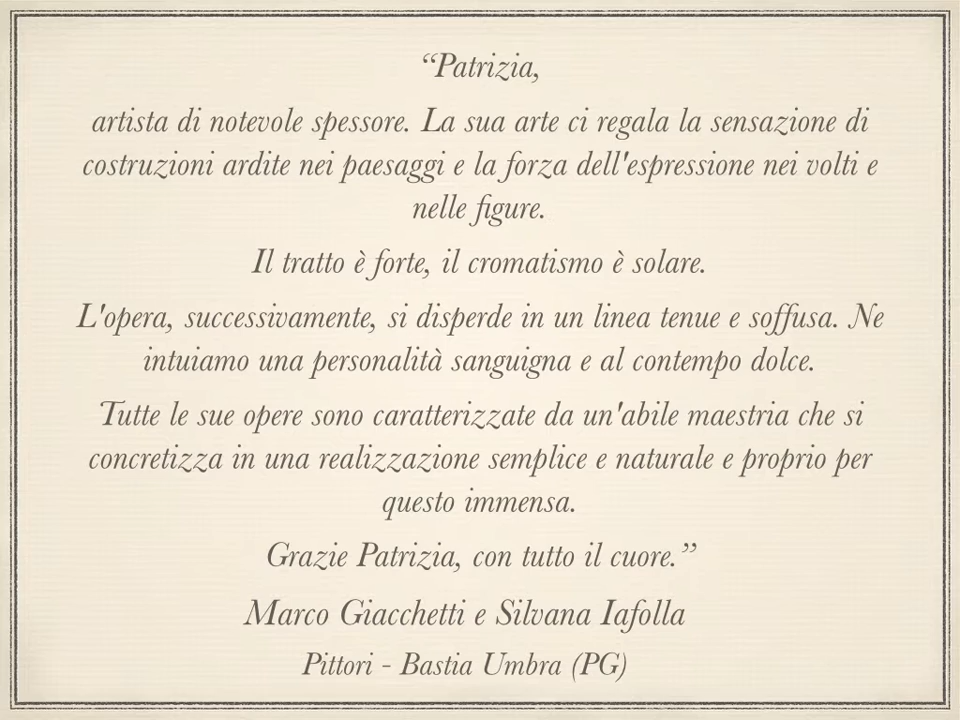 “Patrizia,
artista di notevole spessore. La sua arte ci regala la sensazione di
costruzioni ardite nei paesaggi e la forza dell'espressione nei volti e
nelle figure.
Il tratto è forte, il cromatismo è solare.
L'opera, successivamente, si disperde in un linea tenue e soffusa. Ne
intuiamo una personalità sanguigna e al contempo dolce.
Tutte le sue opere sono caratterizzate da un'abile maestria che si
concretizza in una realizzazione semplice e naturale e proprio per
questo immensa.
Grazie Patrizia, con tutto il cuore.”
Marco Giacchetti e Silvana Iafolla
Pittori - Bastia Umbra (PG)